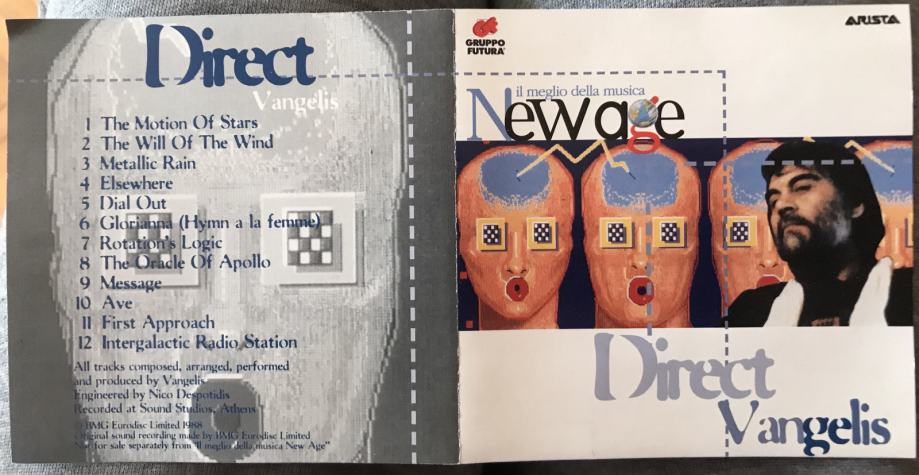 Direct
Vangelis
1 The Motion Of Stars
2 The Will Of The Wind
3 Metallic Rain
4 Elsewhere
5 Dial Out
6 Glorianna (Hymn a la femme)
7 Rotation's Logic
8 The Oracle Of Apollo
9 Message
10 Ave
11 First Approach
12 Intergalactic Radio Station
All tracks composed, arranged, performed
and produced by Vangelis
Engineered by Nico Despotidis
Recorded at Sound Studios, Athens
BMG Eurodisc Limited 1988
Original sound recording made by BMG Eurodisc Limited
Not for sale separately from "Il meglio della musica New Age"
GRUPPO
FUTURA
ARISTA
il meglio della musica
New age
Direct
Vangelis